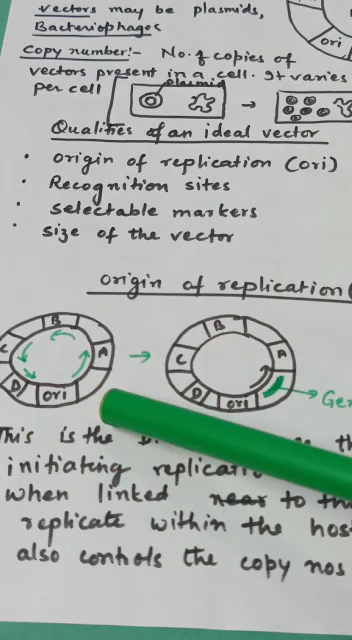 vectors may be plasmids,
Bacteriophages
ori
Copy number:- No. of copies of
vectors present in a cell. It varies
per cell
plasmid
Qualities of an ideal vector
• origin of replication (ori)
• Recognition sites
• selectable markers
• size of the vector
origin of replication (
B
C
A
D
ori
B
C
A
D
ori
Gen
This is the
initiating
when linked near to
replicate within the host
also controls the copy nos